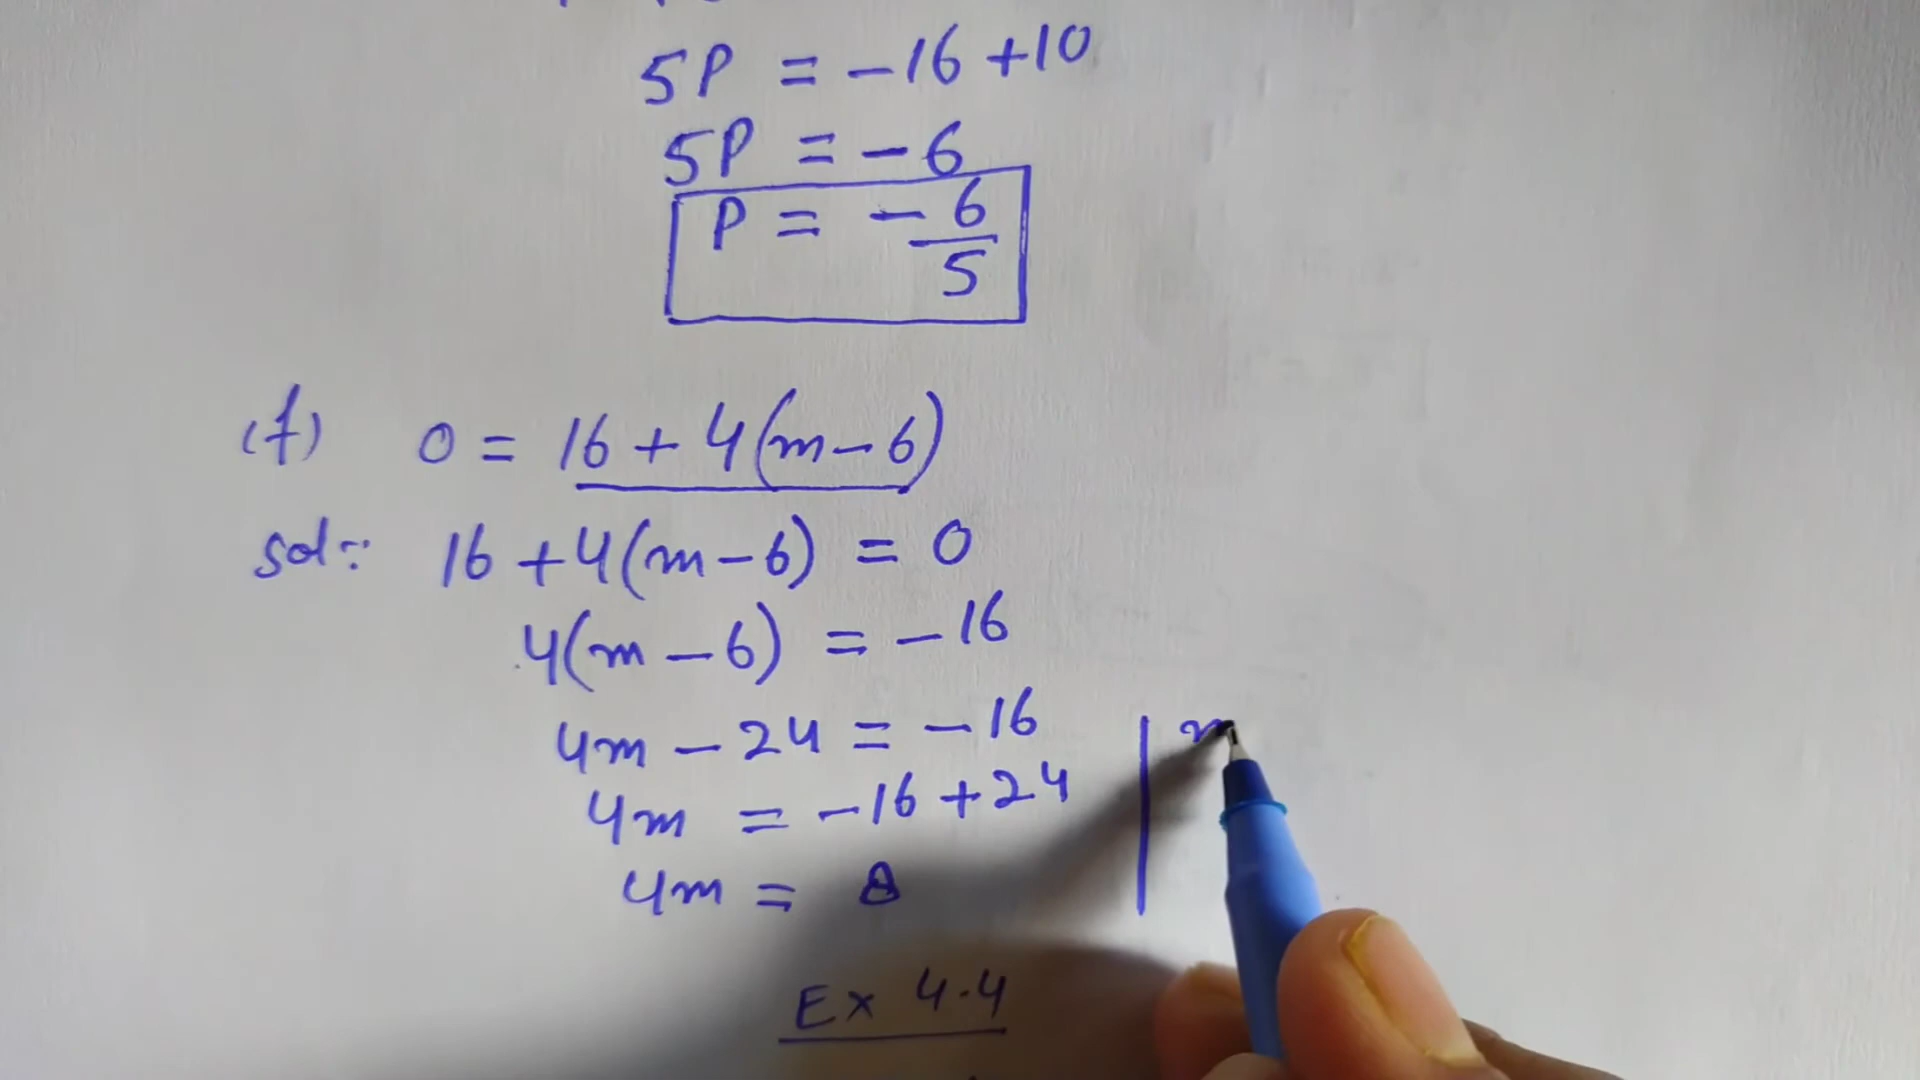 5P = -16 +10
5P = -6
P = -6/5
(f) 0 = 16 + 4(m-6)
sol: 16 +4(m-6) = 0
4(m-6) = -16
4m - 24 = -16
4m = -16 +24
4m = 8
m
Ex 4.4